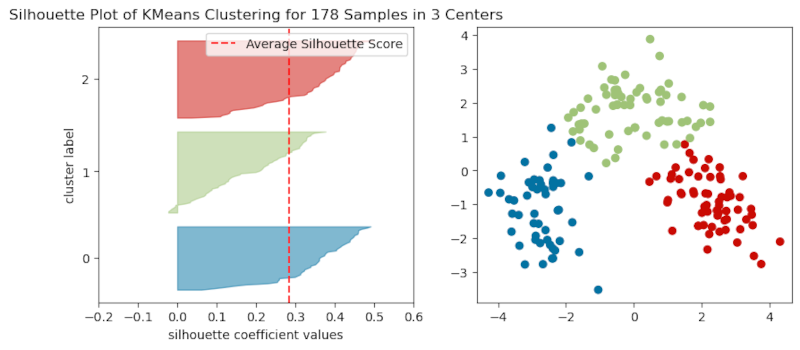 Silhouette Plot of KMeans Clustering for 178 Samples in 3 Centers
Average Silhouette Score
cluster label
2
1
0
−0.2 −0.1 0.0 0.1 0.2 0.3 0.4 0.5 0.6
silhouette coefficient values
4
3
2
1
0
−1
−2
−3
−4 −2 0 2 4